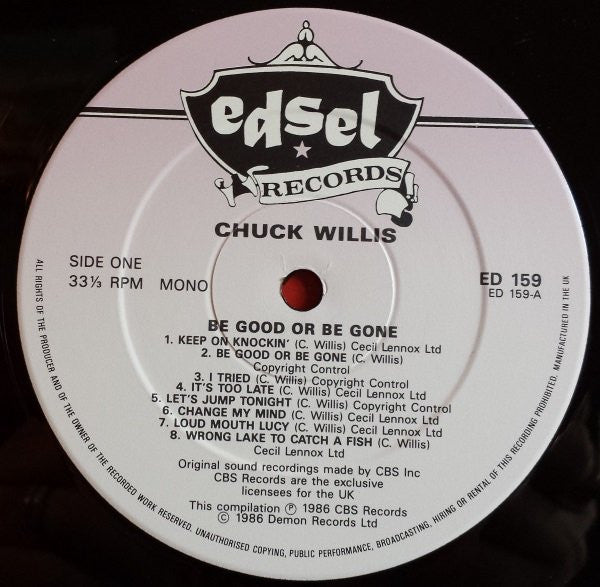 edsel
RECORDS
CHUCK WILLIS
SIDE ONE
33⅓ RPM MONO
ED 159
ED 159-A
BE GOOD OR BE GONE
1. KEEP ON KNOCKIN' (C. Willis) Cecil Lennox Ltd
2. BE GOOD OR BE GONE (C. Willis)
Copyright Control
3. I TRIED (C. Willis) Copyright Control
4. IT'S TOO LATE (C. Willis) Cecil Lennox Ltd
5. LET'S JUMP TONIGHT (C. Willis) Copyright Control
6. CHANGE MY MIND (C. Willis) Cecil Lennox Ltd
7. LOUD MOUTH LUCY (C. Willis) Cecil Lennox Ltd
8. WRONG LAKE TO CATCH A FISH (C. Willis)
Cecil Lennox Ltd
Original sound recordings made by CBS Inc
CBS Records are the exclusive
licensees for the UK
This compilation ℗ 1986 CBS Records
© 1986 Demon Records Ltd
ALL RIGHTS OF THE PRODUCER AND OF THE OWNER OF THE RECORDED WORK RESERVED. UNAUTHORISED COPYING, PUBLIC PERFORMANCE, BROADCASTING, HIRING OR RENTAL OF THIS RECORDING PROHIBITED. MANUFACTURED IN THE UK